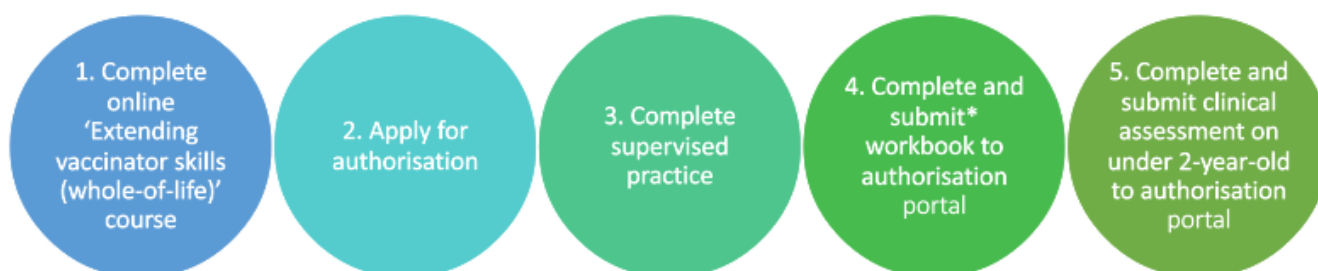 1. Complete
online
‘Extending
vaccinator skills
(whole-of-life)’
course
2. Apply for
authorisation
3. Complete
supervised
practice
4. Complete and
submit*
workbook to
authorisation
portal
5. Complete and
submit clinical
assessment on
under 2-year-old
to authorisation
portal